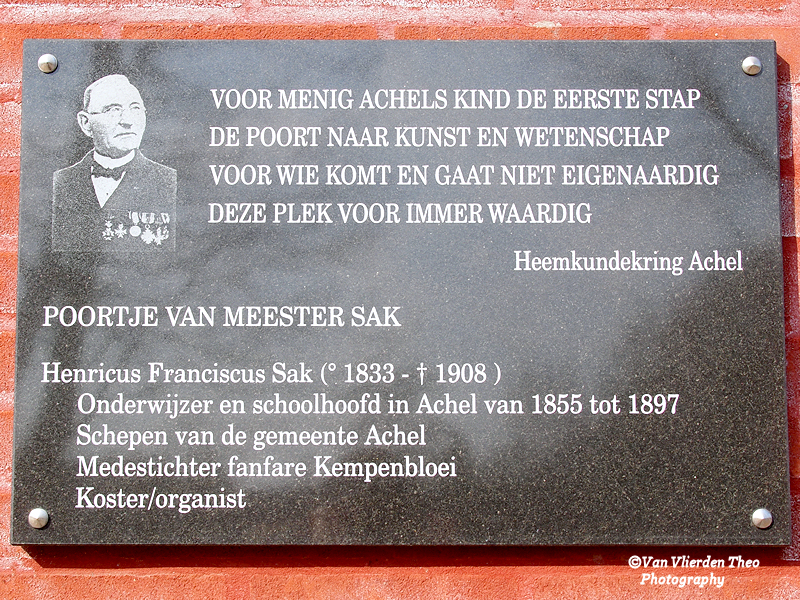 VOOR MENIG ACHELS KIND DE EERSTE STAP
DE POORT NAAR KUNST EN WETENSCHAP
VOOR WIE KOMT EN GAAT NIET EIGENAARDIG
DEZE PLEK VOOR IMMER WAARDIG
Heemkundekring Achel
POORTJE VAN MEESTER SAK
Henricus Franciscus Sak (° 1833 - † 1908 )
Onderwijzer en schoolhoofd in Achel van 1855 tot 1897
Schepen van de gemeente Achel
Medestichter fanfare Kempenbloei
Koster/organist
©Van Vlierden Theo
Photography